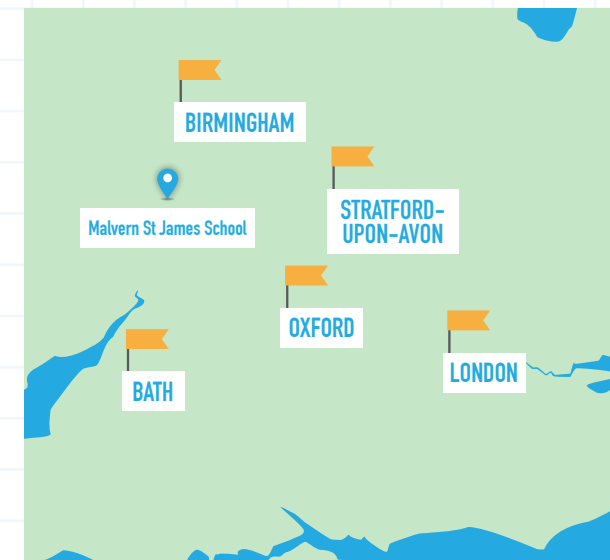 BIRMINGHAM
Malvern St James School
STRATFORD-
UPON-AVON
OXFORD
LONDON
BATH